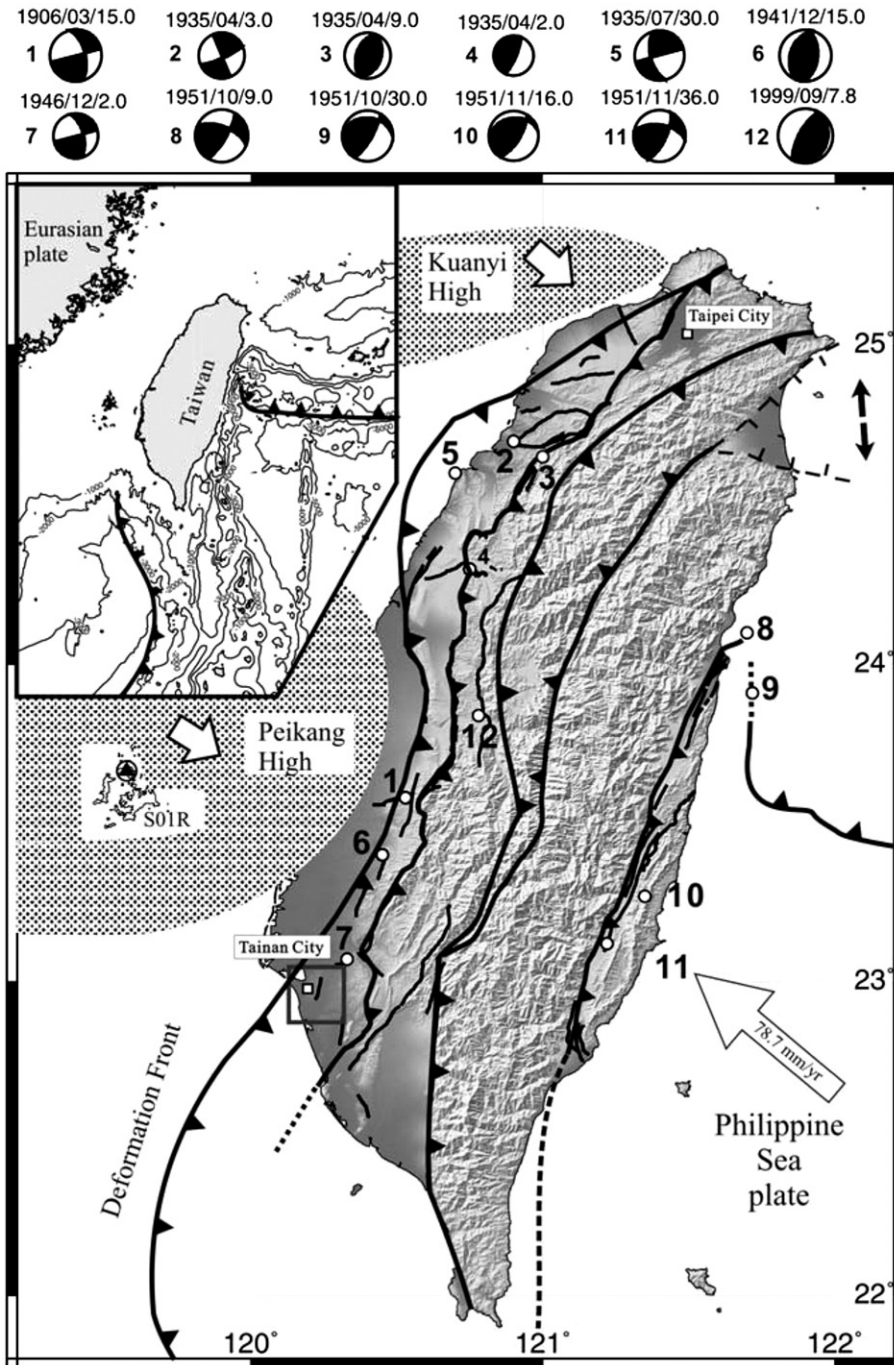 1906/03/15.0 1935/04/3.0 1935/04/9.0 1935/04/2.0 1935/07/30.0 1941/12/15.0
1 2 3 4 5 6
1946/12/2.0 1951/10/9.0 1951/10/30.0 1951/11/16.0 1951/11/36.0 1999/09/7.8
7 8 9 10 11 12
Eurasian
plate
Taiwan
Kuanyi
High
Taipei City
25°
2
3
5
4
24°
8
9
12
Peikang
High
S01R
1
6
10
7
Tainan City
11
23°
78.7 mm/yr
Deformation Front
Philippine
Sea
plate
22°
120° 121° 122°